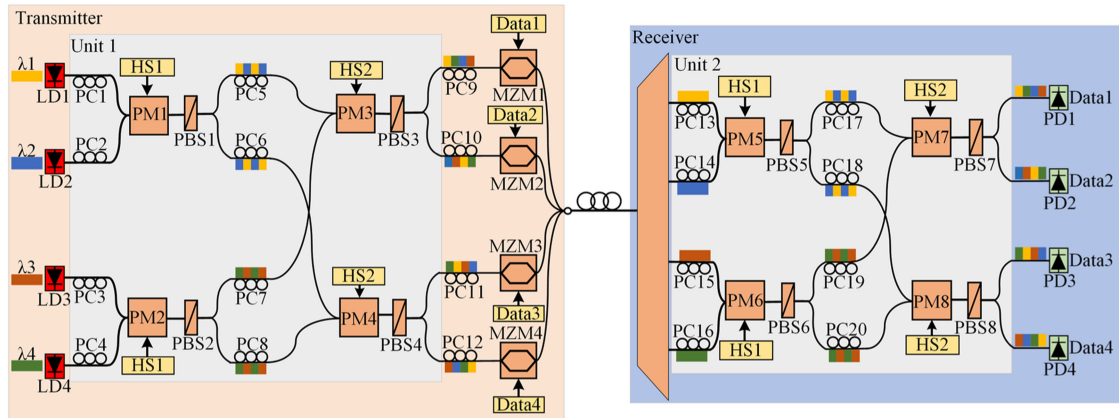 Transmitter
Unit 1
λ1
LD1
PC1
HS1
PM1
PBS1
PC5
HS2
PM3
PBS3
PC9
Data1
MZM1
λ2
LD2
PC2
PC6
PC10
Data2
MZM2
λ3
LD3
PC3
PM2
HS1
PBS2
PC7
HS2
PM4
PBS4
PC11
MZM3
Data3
λ4
LD4
PC4
PC8
PC12
MZM4
Data4
Receiver
Unit 2
PC13
HS1
PM5
PBS5
PC17
HS2
PM7
PBS7
Data1
PD1
PC14
PC18
Data2
PD2
PC15
PM6
HS1
PBS6
PC19
PM8
HS2
PBS8
Data3
PD3
PC16
PC20
Data4
PD4